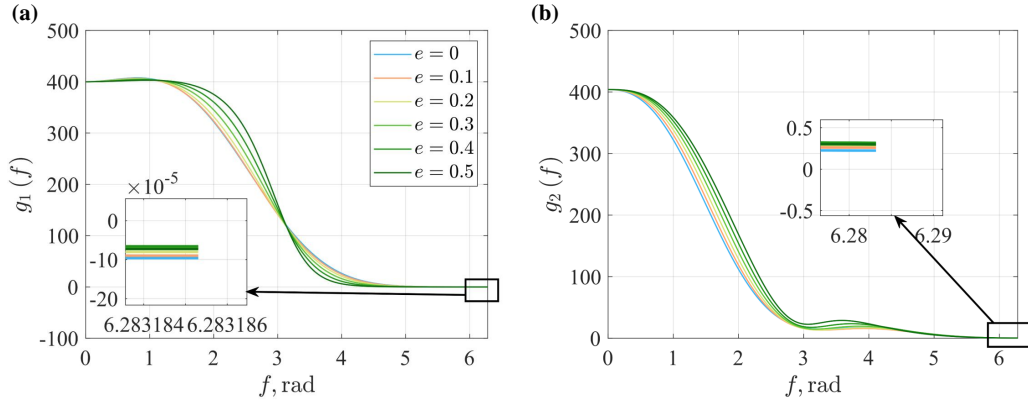 (a)
500
400
300
200
100
0
-100
g₁ (f)
e = 0
e = 0.1
e = 0.2
e = 0.3
e = 0.4
e = 0.5
×10⁻⁵
0
-10
-20
6.283184 6.283186
0 1 2 3 4 5 6
f, rad
(b)
500
400
300
200
100
0
g₂ (f)
0.5
0
-0.5
6.28 6.29
0 1 2 3 4 5 6
f, rad